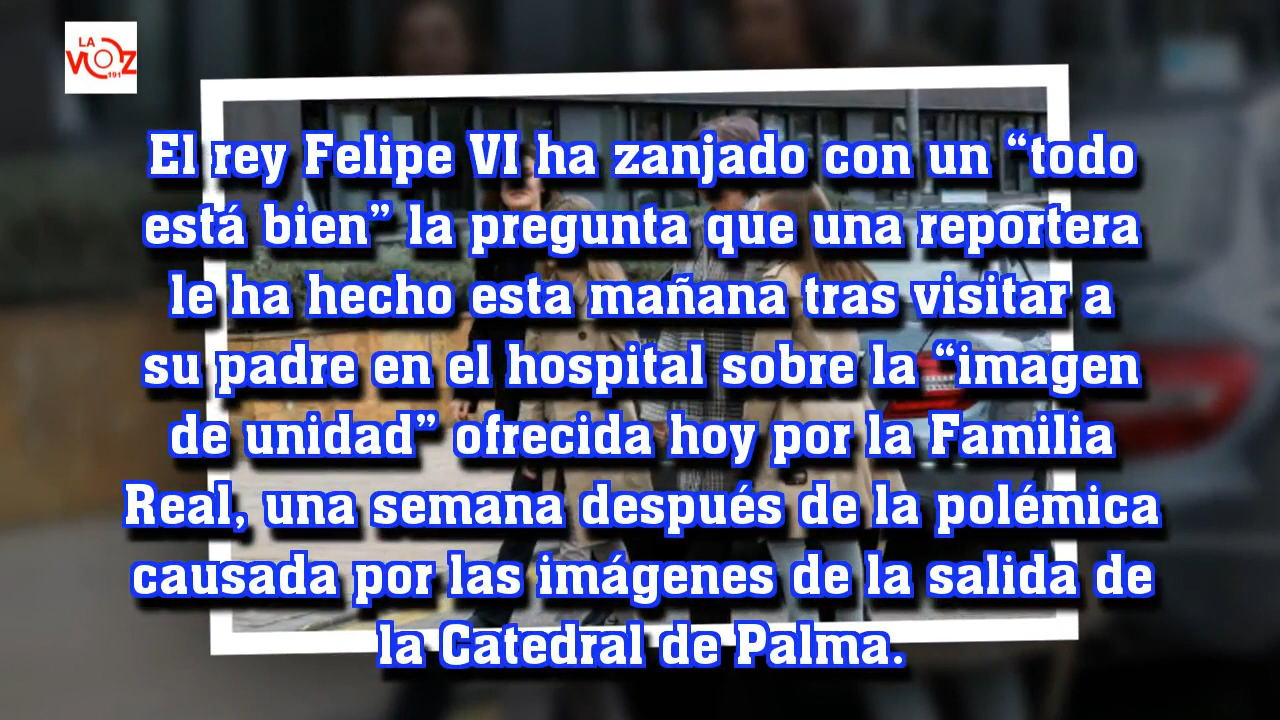 LA
VOZ
191
El rey Felipe VI ha zanjado con un “todo
está bien” la pregunta que una reportera
le ha hecho esta mañana tras visitar a
su padre en el hospital sobre la “imagen
de unidad” ofrecida hoy por la Familia
Real, una semana después de la polémica
causada por las imágenes de la salida de
la Catedral de Palma.